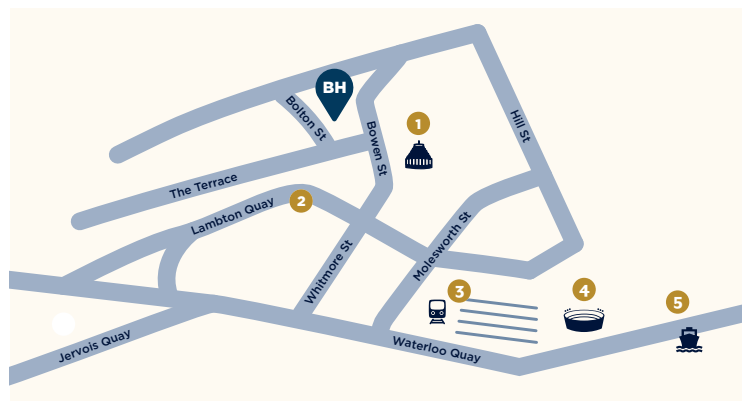 BH
Bolton St
Bowen St
1
Hill St
The Terrace
Lambton Quay
2
Whitmore St
Molesworth St
3
4
5
Jervois Quay
Waterloo Quay